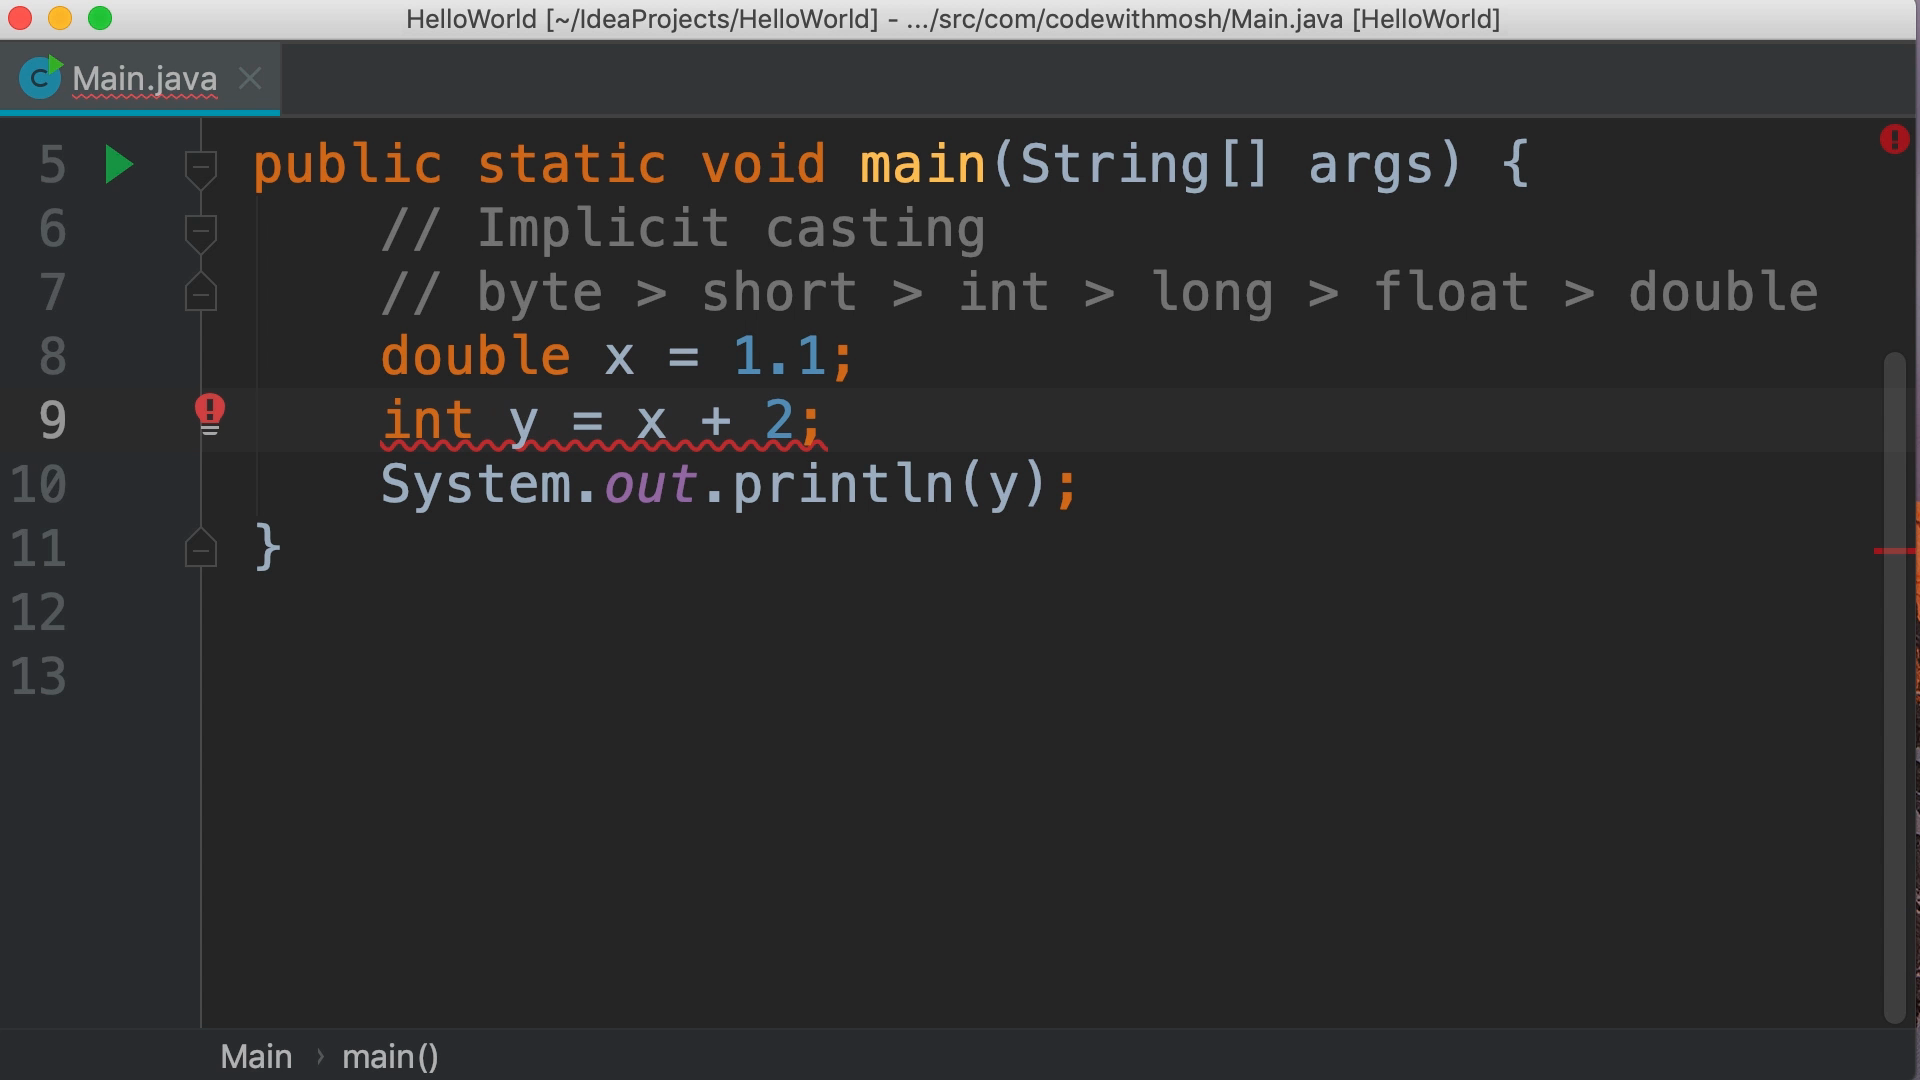 HelloWorld [~/IdeaProjects/HelloWorld] - .../src/com/codewithmosh/Main.java [HelloWorld]
Main.java
5 public static void main(String[] args) {
6 // Implicit casting
7 // byte > short > int > long > float > double
8 double x = 1.1;
9 int y = x + 2;
10 System.out.println(y);
11 }
12
13
Main › main()